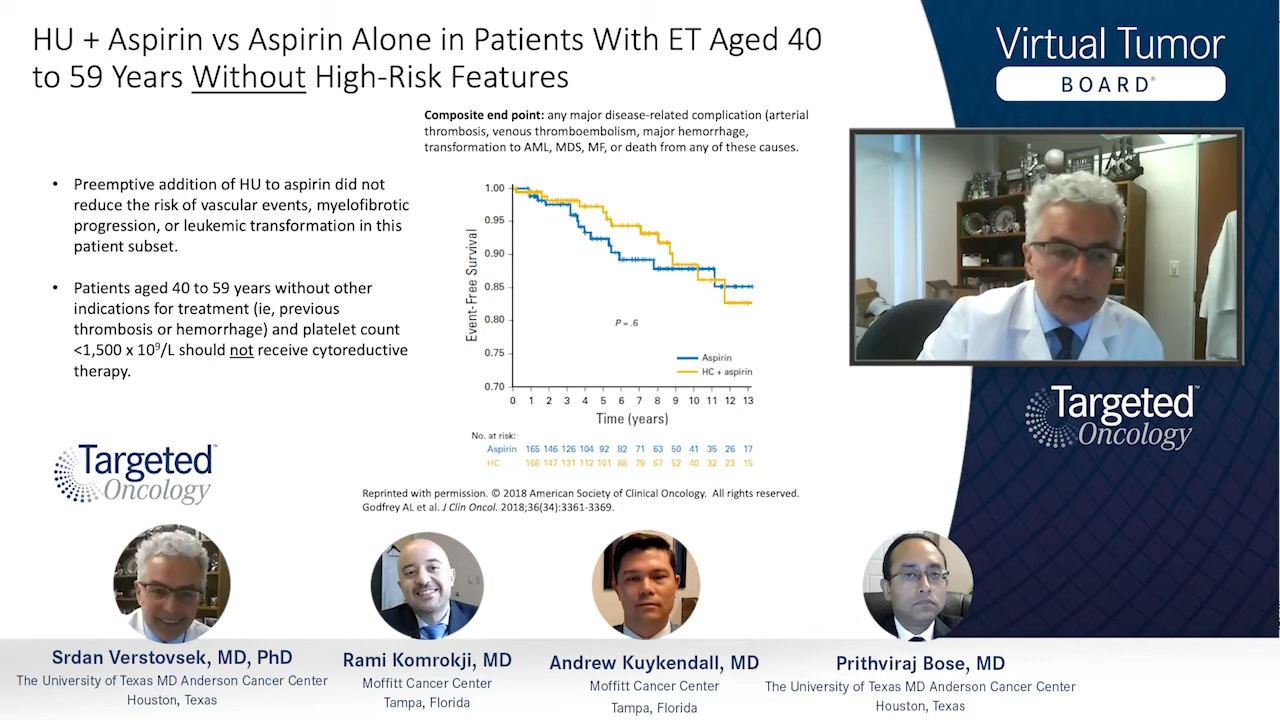 HU + Aspirin vs Aspirin Alone in Patients With ET Aged 40
to 59 Years Without High-Risk Features
Virtual Tumor
BOARD®
Composite end point: any major disease-related complication (arterial
thrombosis, venous thromboembolism, major hemorrhage,
transformation to AML, MDS, MF, or death from any of these causes.
• Preemptive addition of HU to aspirin did not
reduce the risk of vascular events, myelofibrotic
progression, or leukemic transformation in this
patient subset.
• Patients aged 40 to 59 years without other
indications for treatment (ie, previous
thrombosis or hemorrhage) and platelet count
<1,500 x 10⁹/L should not receive cytoreductive
therapy.
Event-Free Survival
1.00
0.95
0.90
0.85
0.80
0.75
0.70
P = .6
Aspirin
HC + aspirin
0 1 2 3 4 5 6 7 8 9 10 11 12 13
Time (years)
No. at risk:
Aspirin 165 146 126 104 92 82 71 63 50 41 35 26 17
HC 166 147 131 112 101 88 79 67 52 40 32 23 15
Targeted™
Oncology
Targeted™
Oncology
Reprinted with permission. © 2018 American Society of Clinical Oncology. All rights reserved.
Godfrey AL et al. J Clin Oncol. 2018;36(34):3361-3369.
Srdan Verstovsek, MD, PhD
The University of Texas MD Anderson Cancer Center
Houston, Texas
Rami Komrokji, MD
Moffitt Cancer Center
Tampa, Florida
Andrew Kuykendall, MD
Moffitt Cancer Center
Tampa, Florida
Prithviraj Bose, MD
The University of Texas MD Anderson Cancer Center
Houston, Texas